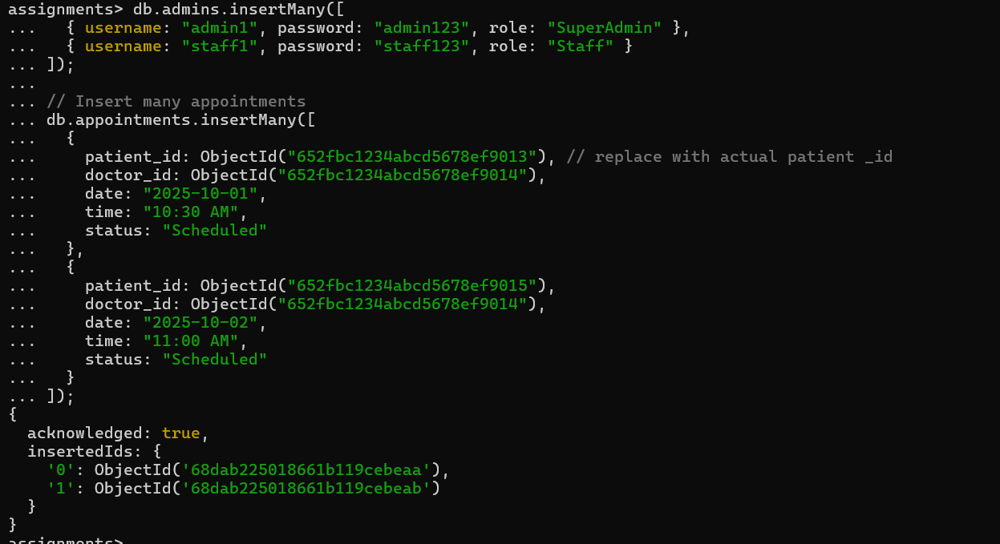 assignments> db.admins.insertMany([
...   { username: "admin1", password: "admin123", role: "SuperAdmin" },
...   { username: "staff1", password: "staff123", role: "Staff" }
... ]);
...
... // Insert many appointments
... db.appointments.insertMany([
...   {
...     patient_id: ObjectId("652fbc1234abcd5678ef9013"), // replace with actual patient _id
...     doctor_id: ObjectId("652fbc1234abcd5678ef9014"),
...     date: "2025-10-01",
...     time: "10:30 AM",
...     status: "Scheduled"
...   },
...   {
...     patient_id: ObjectId("652fbc1234abcd5678ef9015"),
...     doctor_id: ObjectId("652fbc1234abcd5678ef9014"),
...     date: "2025-10-02",
...     time: "11:00 AM",
...     status: "Scheduled"
...   }
... ]);
{
  acknowledged: true,
  insertedIds: {
    '0': ObjectId('68dab225018661b119cebeaa'),
    '1': ObjectId('68dab225018661b119cebeab')
  }
}
assignments>